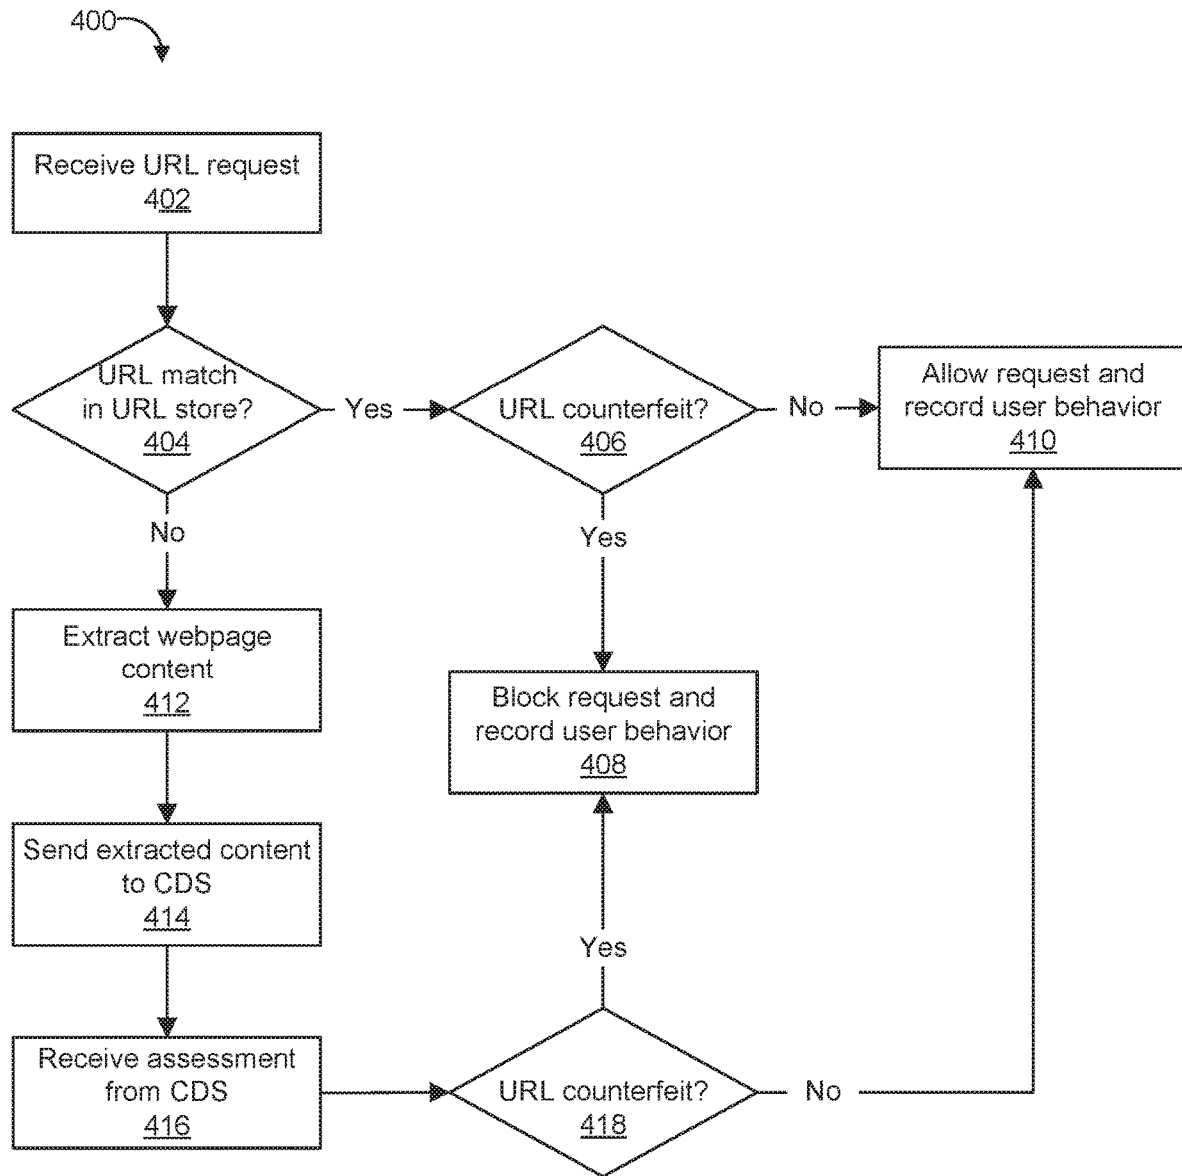 400
Receive URL request
402
URL match
in URL store?
404
Yes
URL counterfeit?
406
No
Allow request and
record user behavior
410
No
Yes
Extract webpage
content
412
Block request and
record user behavior
408
Send extracted content
to CDS
414
Yes
Receive assessment
from CDS
416
URL counterfeit?
418
No